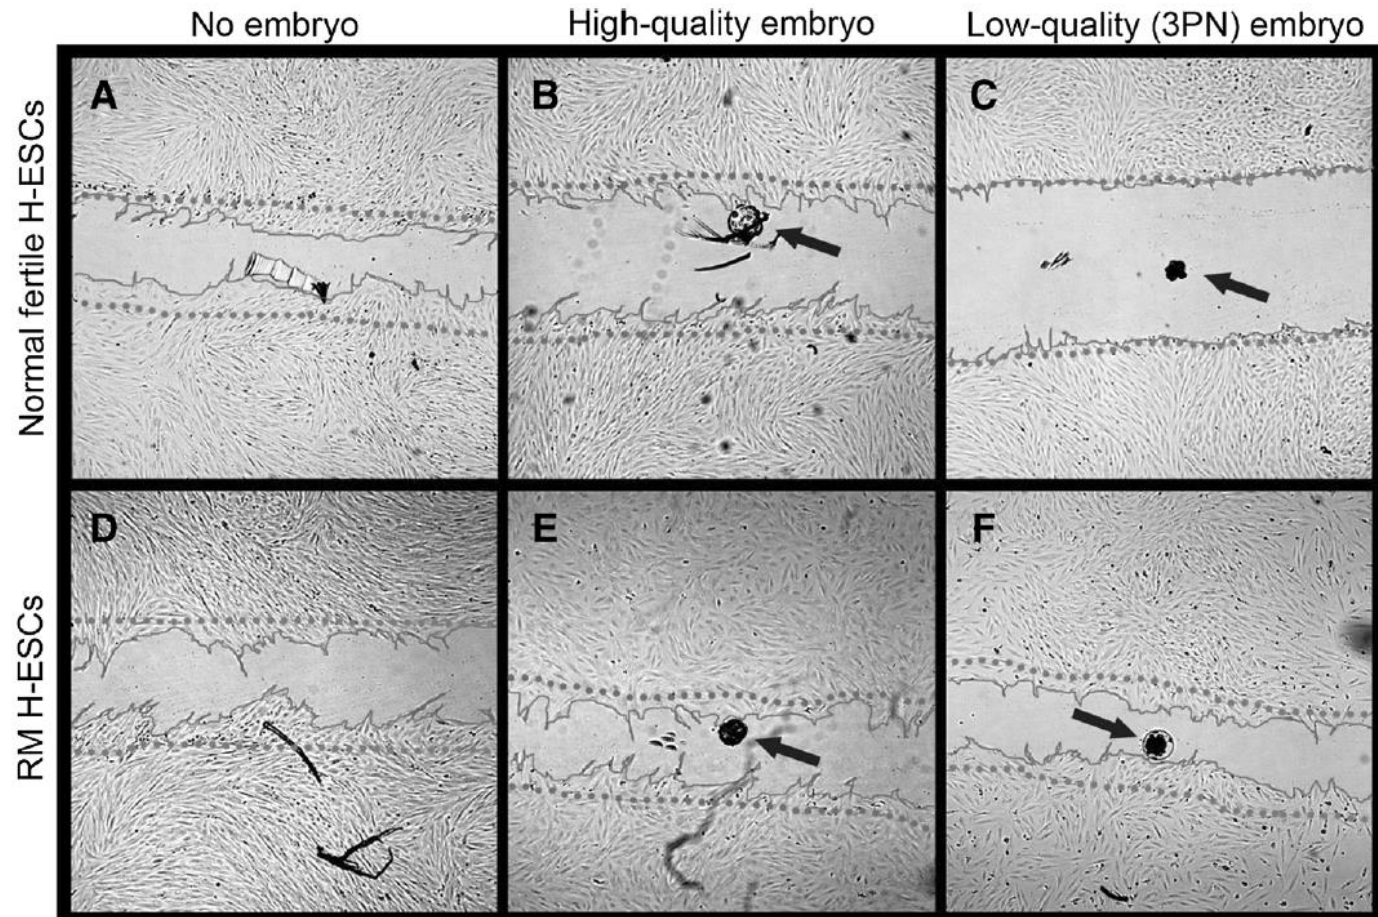 No embryo
High-quality embryo
Low-quality (3PN) embryo
Normal fertile H-ESCs
A
B
C
RM H-ESCs
D
E
F